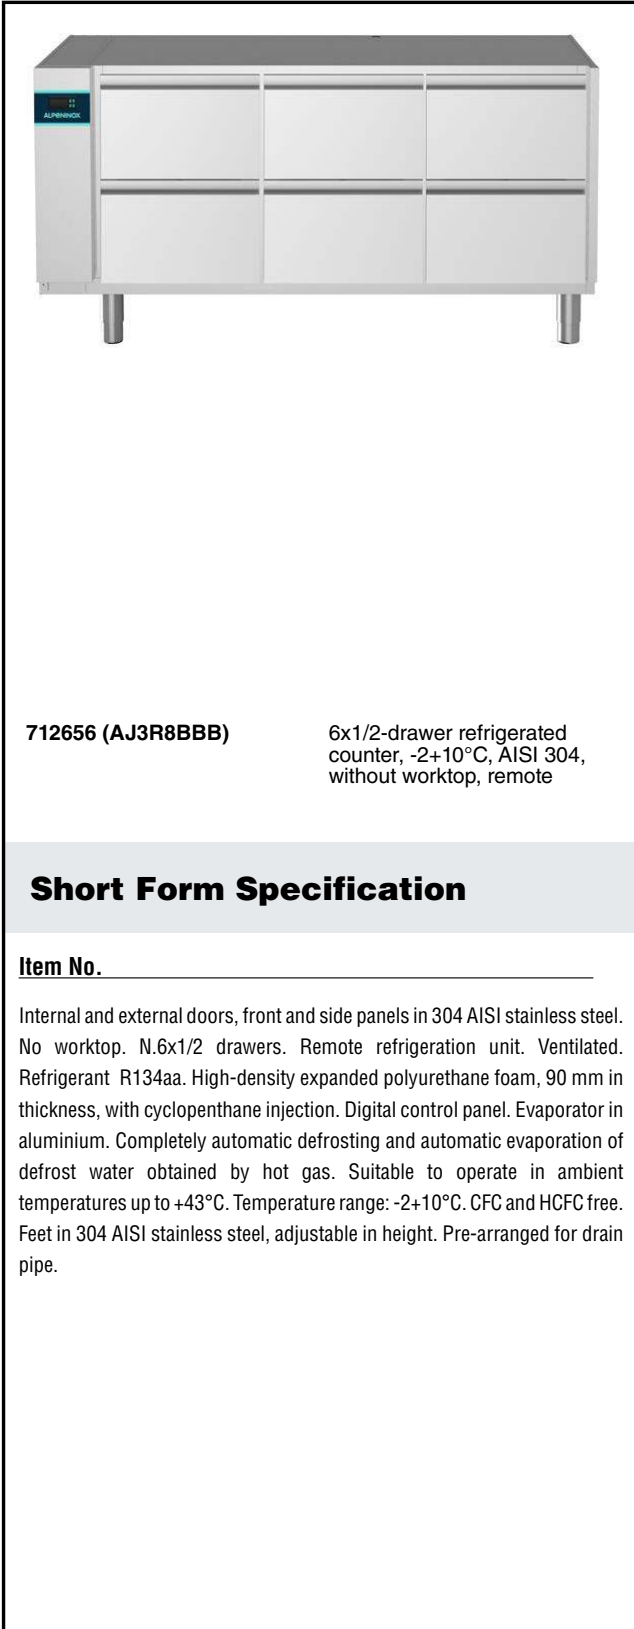 ALPENINOX
712656 (AJ3R8BBB)
6x1/2-drawer refrigerated
counter, -2+10°C, AISI 304,
without worktop, remote
Short Form Specification
Item No.
Internal and external doors, front and side panels in 304 AISI stainless steel.
No worktop. N.6x1/2 drawers. Remote refrigeration unit. Ventilated.
Refrigerant R134aa. High-density expanded polyurethane foam, 90 mm in
thickness, with cyclopenthane injection. Digital control panel. Evaporator in
aluminium. Completely automatic defrosting and automatic evaporation of
defrost water obtained by hot gas. Suitable to operate in ambient
temperatures up to +43°C. Temperature range: -2+10°C. CFC and HCFC free.
Feet in 304 AISI stainless steel, adjustable in height. Pre-arranged for drain
pipe.